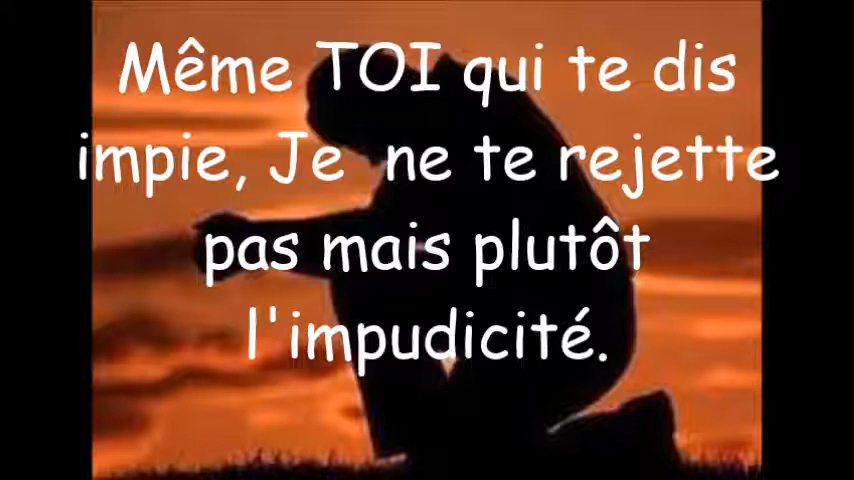 Même TOI qui te dis
impie, Je ne te rejette
pas mais plutôt
l'impudicité.